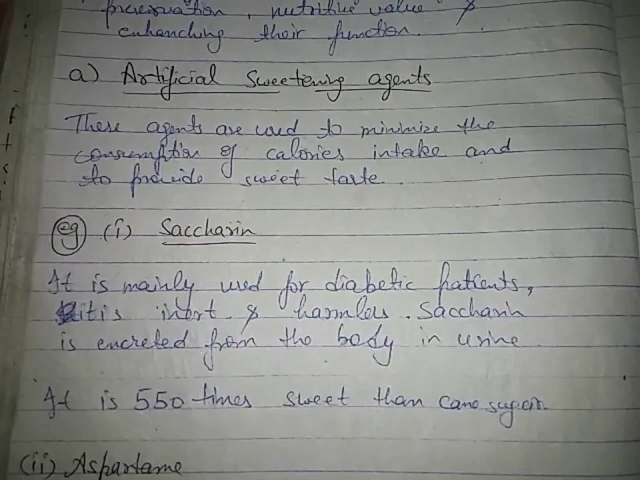 preservation, nutritive value &
enhanching their function.
a) Artificial Sweetening agents
These agents are used to minimize the
consumption of calories intake and
to provide sweet taste.
eg (i) Saccharin
It is mainly used for diabetic patients,
it is inert & harmless. Saccharin
is encreted from the body in urine.
It is 550 times sweet than cane sugar.
(ii) Aspartame